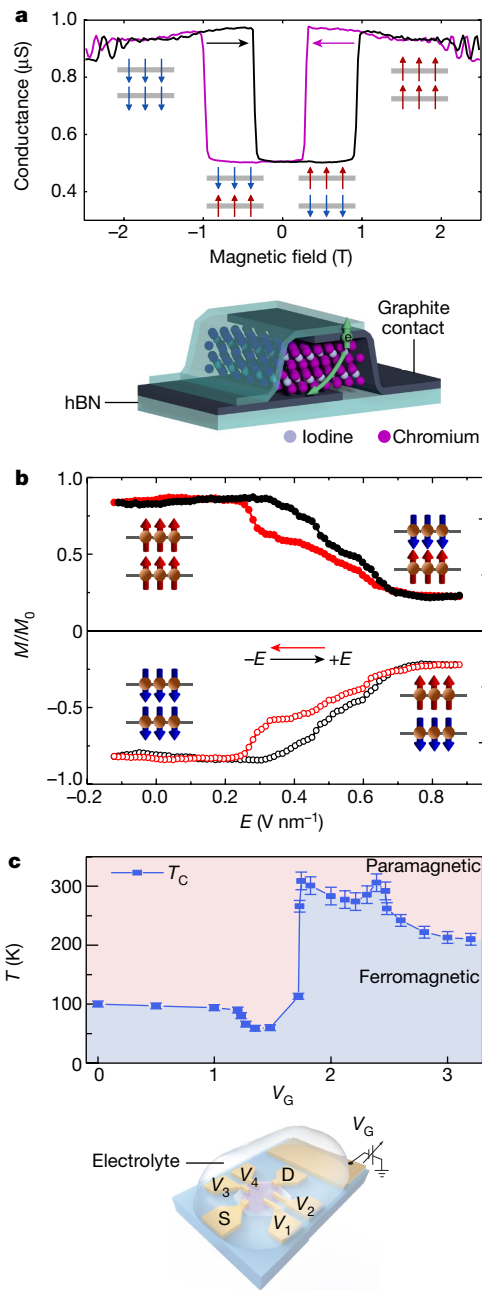 a
Conductance (μS)
1.0
0.8
0.6
0.4
−2 −1 0 1 2
Magnetic field (T)
Graphite
contact
e
hBN
Iodine Chromium
b
M/M0
1.0
0.5
0
−0.5
−1.0
−E +E
−0.2 0.0 0.2 0.4 0.6 0.8
E (V nm⁻¹)
c
T (K)
300
200
100
0
TC
Paramagnetic
Ferromagnetic
0 1 2 3
VG
VG
Electrolyte
V4 D
V3
V2
S
V1